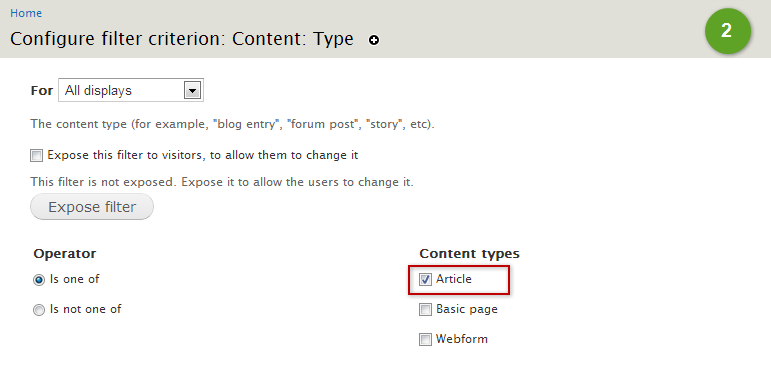 Home
Configure filter criterion: Content: Type
2
For All displays
The content type (for example, "blog entry", "forum post", "story", etc).
Expose this filter to visitors, to allow them to change it
This filter is not exposed. Expose it to allow the users to change it.
Expose filter
Operator
Is one of
Is not one of
Content types
Article
Basic page
Webform